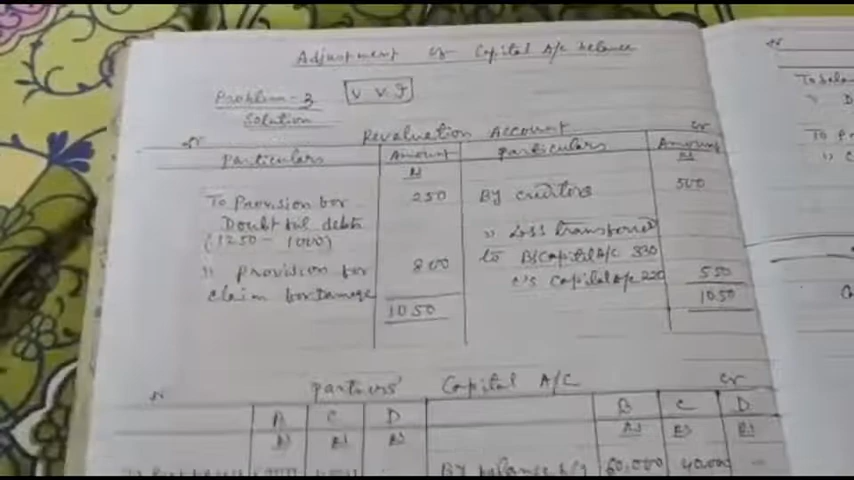 Adjustment of Capital A/c balance
Problem-3
V V I
Solution
Revaluation Account
Dr Cr
Particulars Amount Particulars Amount
Rs Rs
To Provision for 250 By creditors 500
Doubtful debts
(1250 - 1000)
" Loss transferred
to B's Capital A/c 330
" Provision for 800
claim for Damage
C's Capital A/c 220 550
1050 1050
Partners' Capital A/C
Dr Cr
B C D B C D
Rs Rs Rs Rs Rs Rs
By balance b/d 60,000 40,000 -